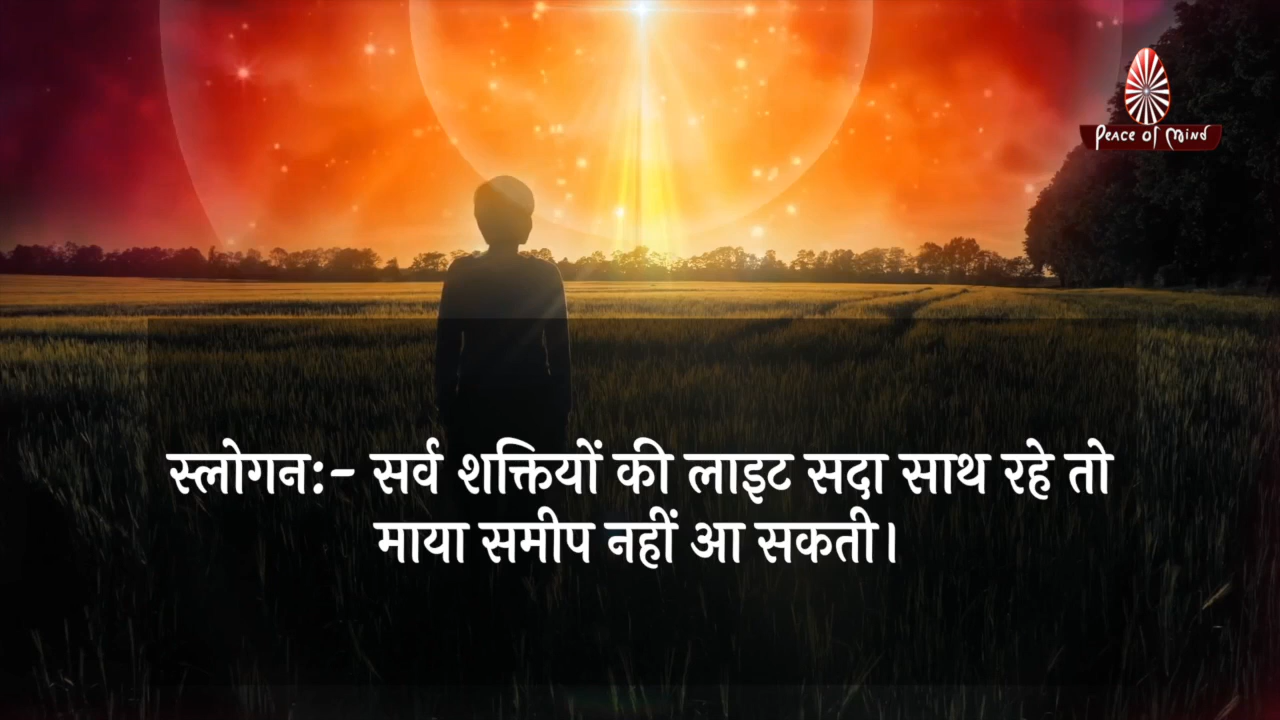 Peace of Mind
स्लोगन:- सर्व शक्तियों की लाइट सदा साथ रहे तो
माया समीप नहीं आ सकती।